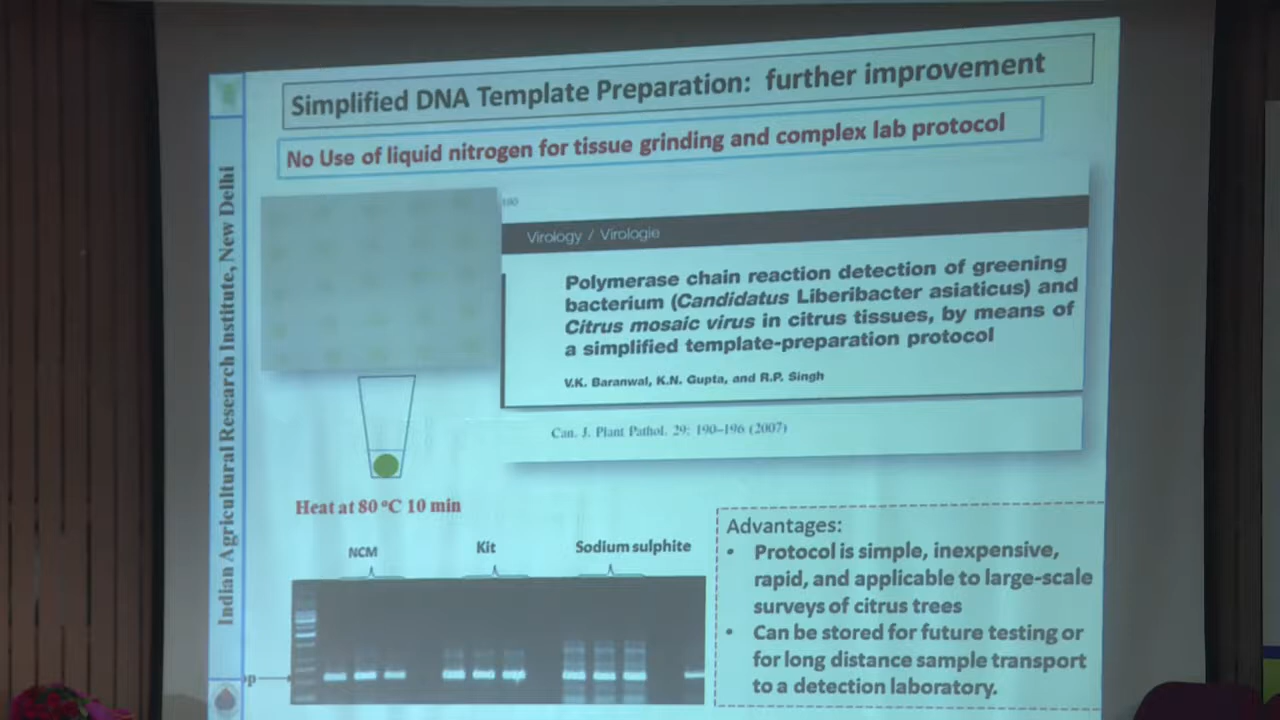 Simplified DNA Template Preparation: further improvement
No Use of liquid nitrogen for tissue grinding and complex lab protocol
Indian Agricultural Research Institute, New Delhi
190
Virology / Virologie
Polymerase chain reaction detection of greening
bacterium (Candidatus Liberibacter asiaticus) and
Citrus mosaic virus in citrus tissues, by means of
a simplified template-preparation protocol
V.K. Baranwal, K.N. Gupta, and R.P. Singh
Can. J. Plant Pathol. 29: 190–196 (2007)
Heat at 80 °C 10 min
NCM
Kit
Sodium sulphite
Advantages:
• Protocol is simple, inexpensive,
rapid, and applicable to large-scale
surveys of citrus trees
• Can be stored for future testing or
for long distance sample transport
to a detection laboratory.